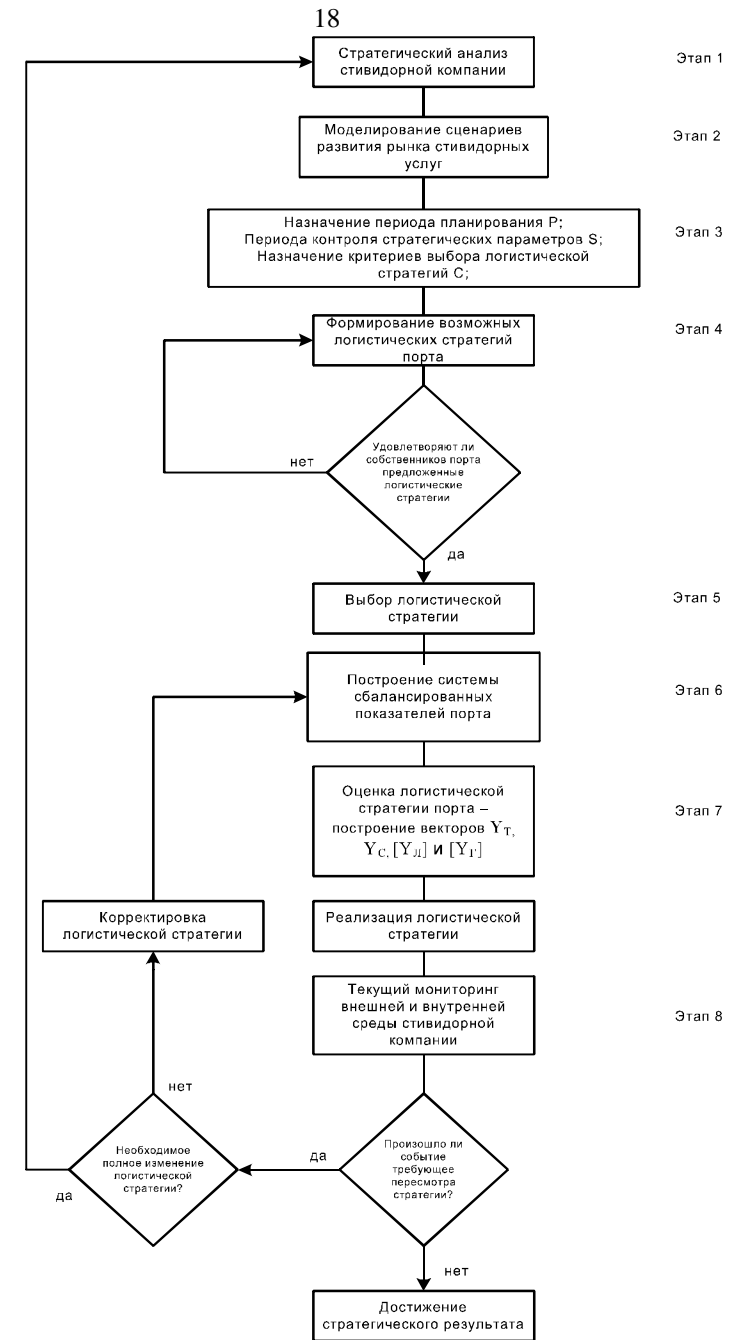 18
Стратегический анализ
стивидорной компании
Этап 1
Моделирование сценариев
развития рынка стивидорных
услуг
Этап 2
Назначение периода планирования P;
Периода контроля стратегических параметров S;
Назначение критериев выбора логистической
стратегий С;
Этап 3
Формирование возможных
логистических стратегий
порта
Этап 4
Удовлетворяют ли
собственников порта
предложенные
логистические
стратегии
нет
да
Выбор логистической
стратегии
Этап 5
Построение системы
сбалансированных
показателей порта
Этап 6
Оценка логистической
стратегии порта –
построение векторов YТ,
YС, [YЛ] и [YГ]
Этап 7
Корректировка
логистической стратегии
Реализация логистической
стратегии
Текущий мониторинг
внешней и внутренней
среды стивидорной
компании
Этап 8
нет
Необходимое
полное изменение
логистической
стратегии?
да
да
Произошло ли
событие
требующее
пересмотра
стратегии?
нет
Достижение
стратегического результата